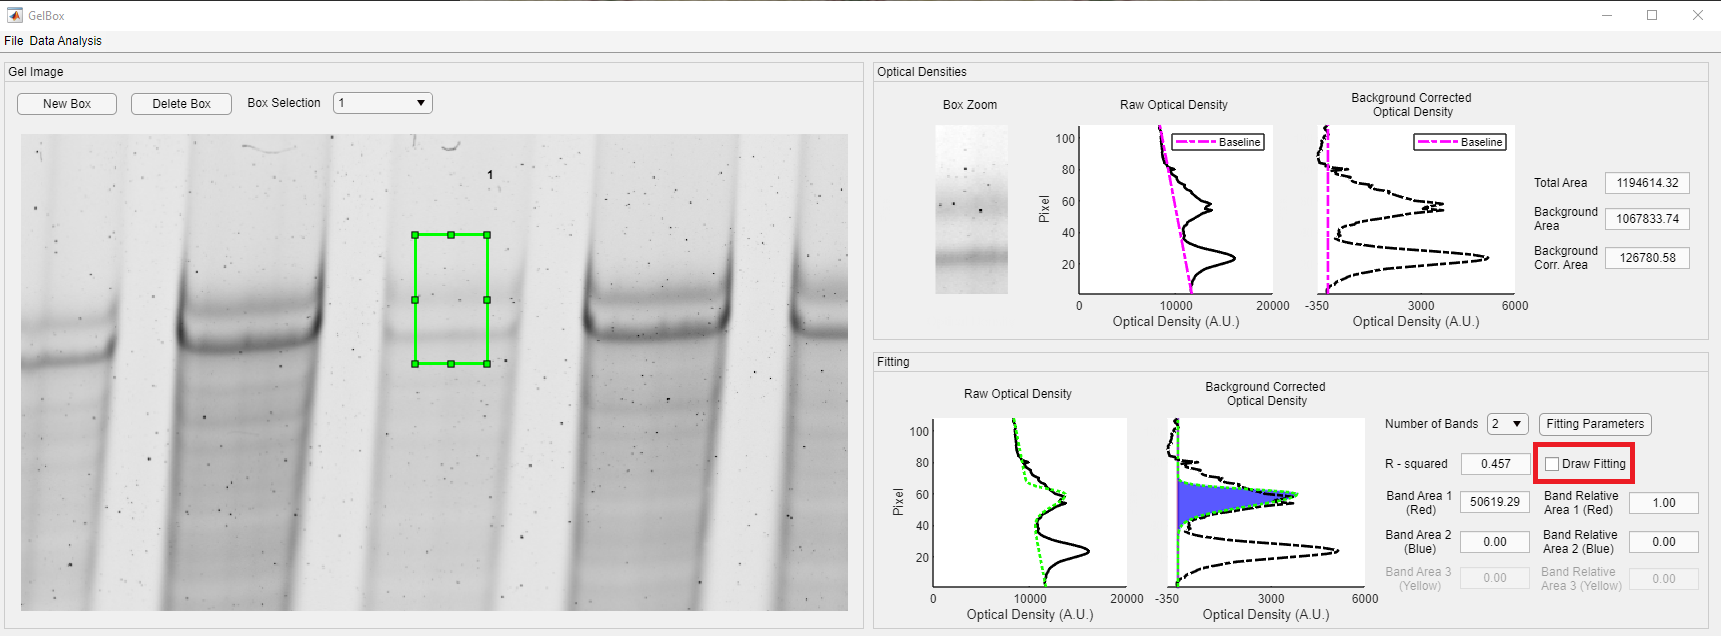 GelBox
File Data Analysis
Gel Image
New Box
Delete Box
Box Selection
1
1
Optical Densities
Box Zoom
Raw Optical Density
Baseline
100
80
60
40
20
Pixel
0
10000
20000
Optical Density (A.U.)
Background Corrected
Optical Density
Baseline
-350
3000
6000
Optical Density (A.U.)
Total Area
1194614.32
Background
Area
1067833.74
Background
Corr. Area
126780.58
Fitting
Raw Optical Density
100
80
60
40
20
Pixel
0
10000
20000
Optical Density (A.U.)
Background Corrected
Optical Density
-350
3000
6000
Optical Density (A.U.)
Number of Bands
2
Fitting Parameters
R - squared
0.457
Draw Fitting
Band Area 1
(Red)
50619.29
Band Relative
Area 1 (Red)
1.00
Band Area 2
(Blue)
0.00
Band Relative
Area 2 (Blue)
0.00
Band Area 3
(Yellow)
0.00
Band Relative
Area 3 (Yellow)
0.00